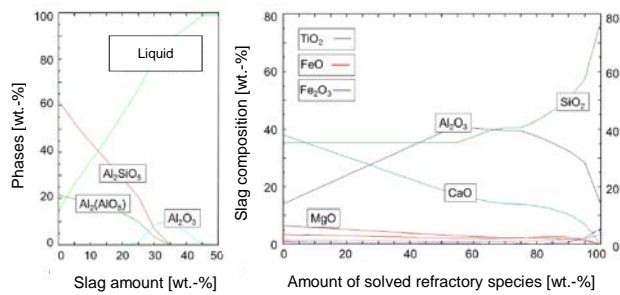 Phases [wt.-%]
100
80
60
40
20
0
Liquid
Al2SiO5
Al2(AlO5)
Al2O3
0 10 20 30 40 50
Slag amount [wt.-%]
Slag composition [wt.-%]
80
60
40
20
0
TiO2
FeO
Fe2O3
Al2O3
SiO2
CaO
MgO
80
60
40
20
0
0 20 40 60 80 100
Amount of solved refractory species [wt.-%]